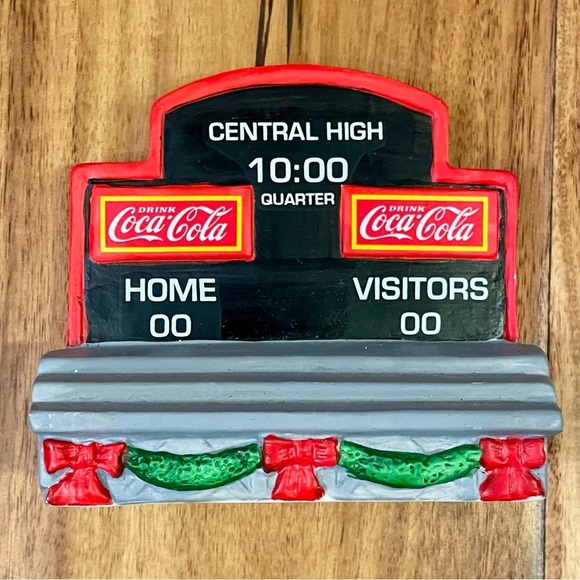 CENTRAL HIGH
10:00
QUARTER
DRINK
Coca-Cola
DRINK
Coca-Cola
HOME
00
VISITORS
00